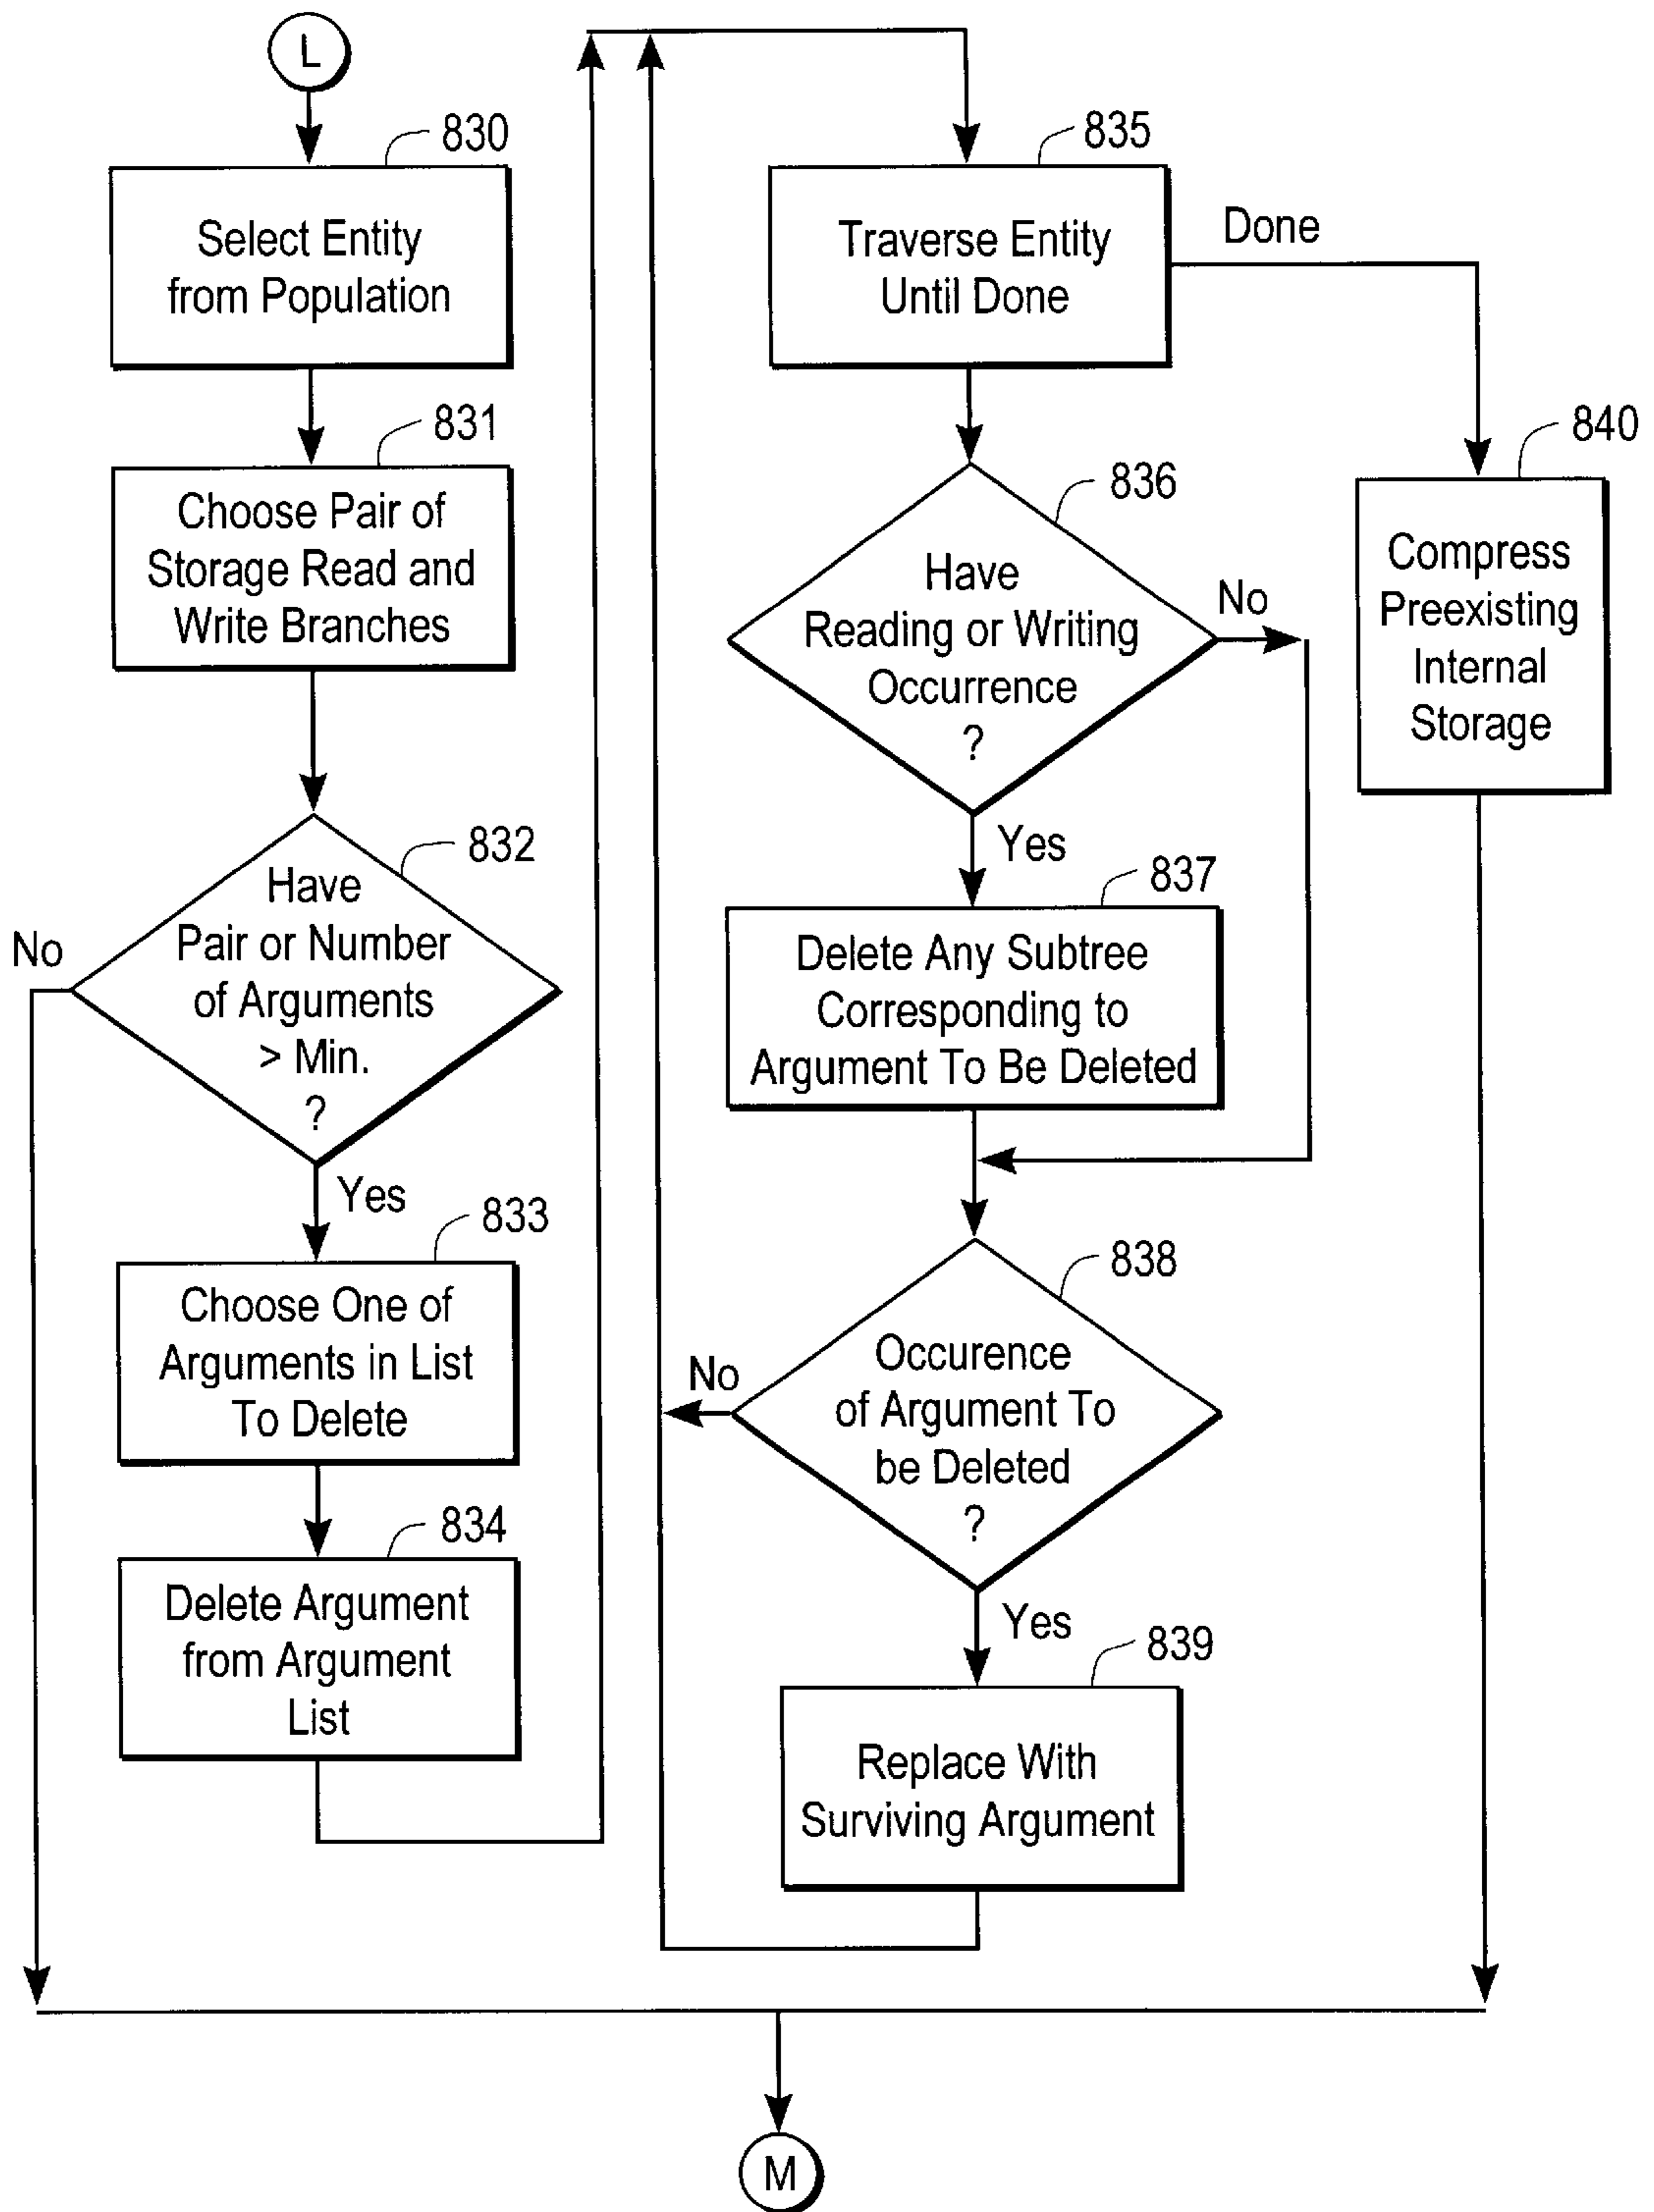 L
830
Select Entity
from Population
831
Choose Pair of
Storage Read and
Write Branches
832
Have
Pair or Number
of Arguments
> Min.
?
No
Yes
833
Choose One of
Arguments in List
To Delete
834
Delete Argument
from Argument
List
835
Traverse Entity
Until Done
Done
836
Have
Reading or Writing
Occurrence
?
No
Yes
837
Delete Any Subtree
Corresponding to
Argument To Be Deleted
838
Occurence
of Argument To
be Deleted
?
No
Yes
839
Replace With
Surviving Argument
840
Compress
Preexisting
Internal
Storage
M